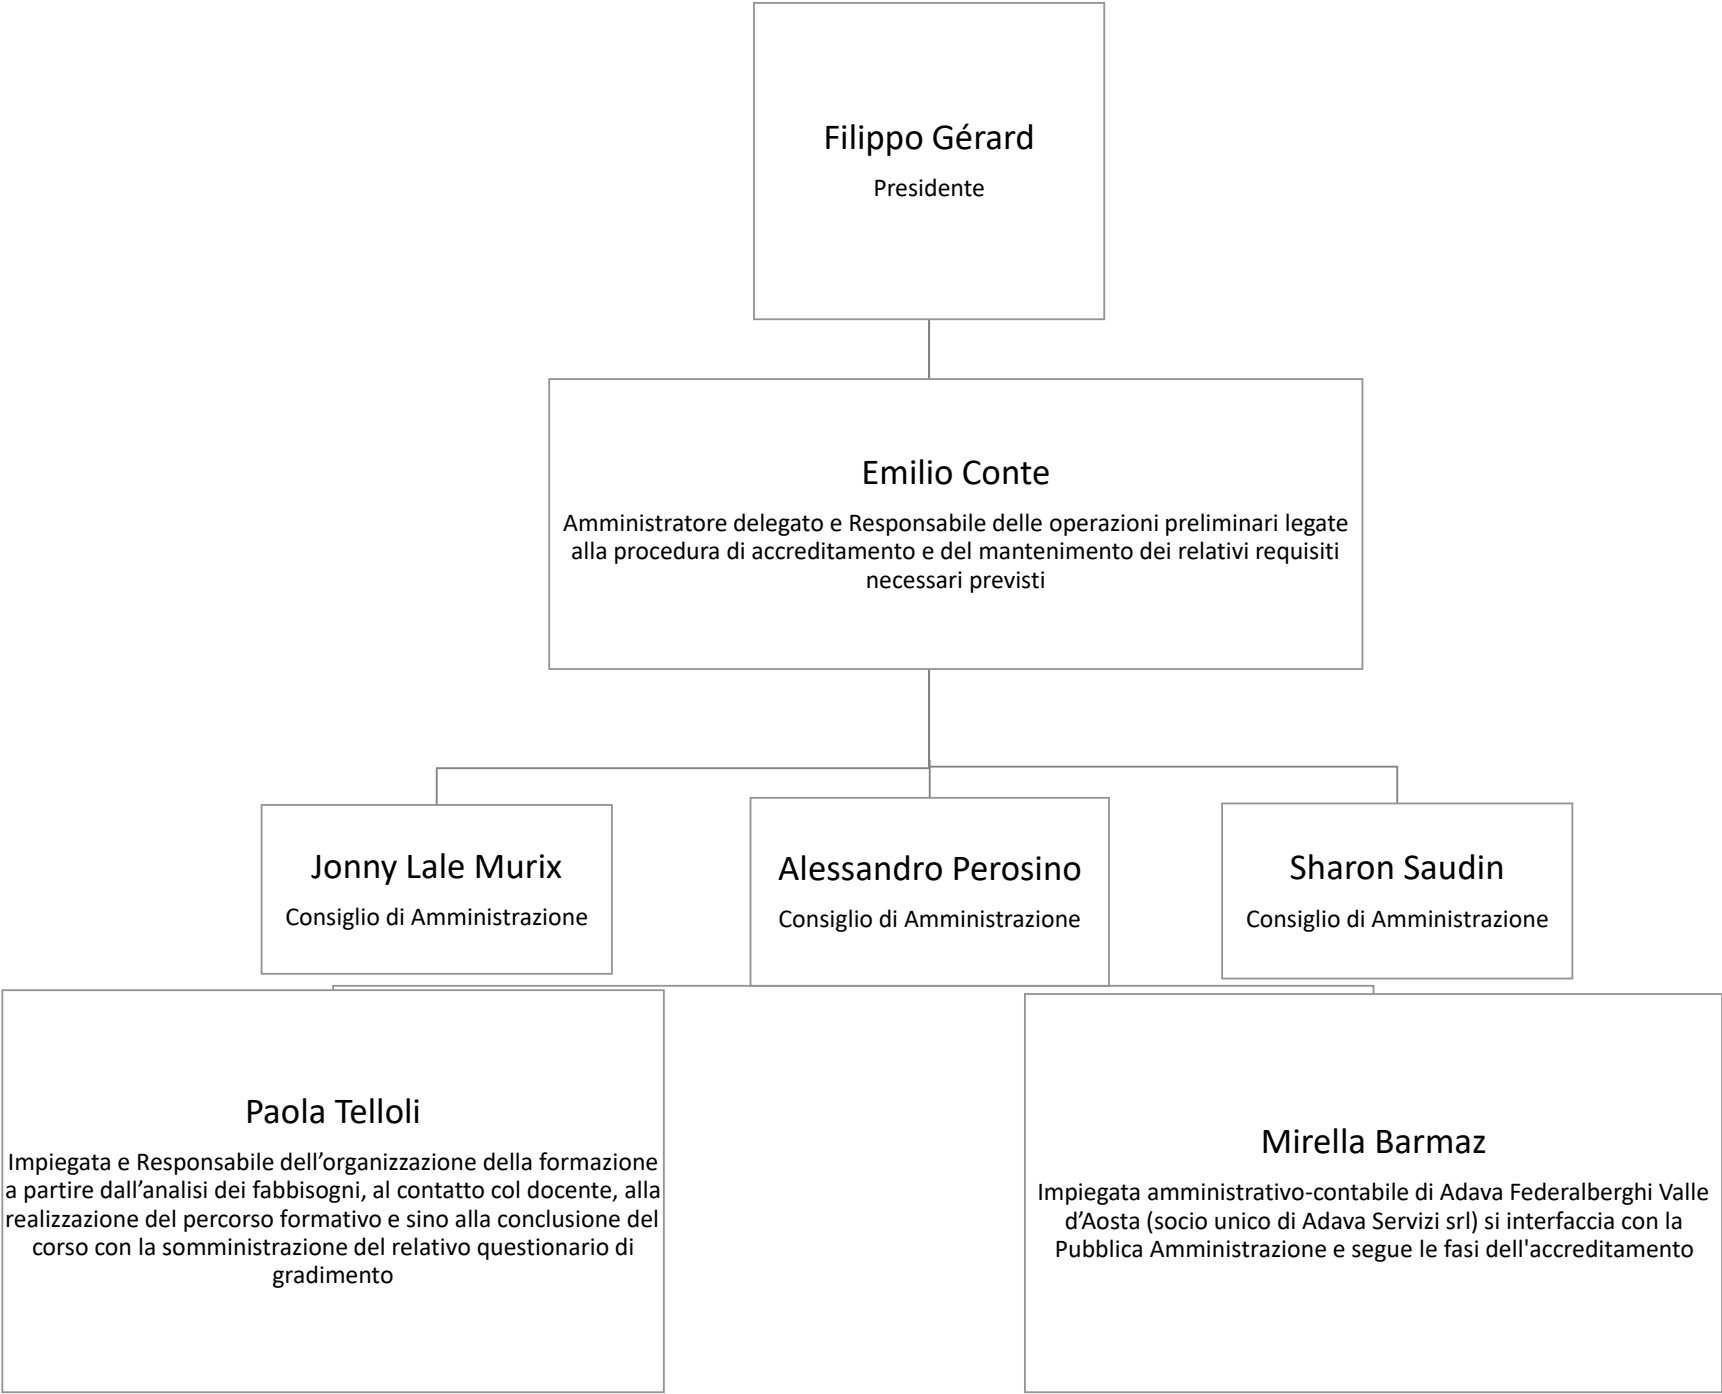 Filippo Gérard
Presidente
Emilio Conte
Amministratore delegato e Responsabile delle operazioni preliminari legate
alla procedura di accreditamento e del mantenimento dei relativi requisiti
necessari previsti
Jonny Lale Murix
Consiglio di Amministrazione
Alessandro Perosino
Consiglio di Amministrazione
Sharon Saudin
Consiglio di Amministrazione
Paola Telloli
Impiegata e Responsabile dell’organizzazione della formazione
a partire dall’analisi dei fabbisogni, al contatto col docente, alla
realizzazione del percorso formativo e sino alla conclusione del
corso con la somministrazione del relativo questionario di
gradimento
Mirella Barmaz
Impiegata amministrativo-contabile di Adava Federalberghi Valle
d’Aosta (socio unico di Adava Servizi srl) si interfaccia con la
Pubblica Amministrazione e segue le fasi dell'accreditamento